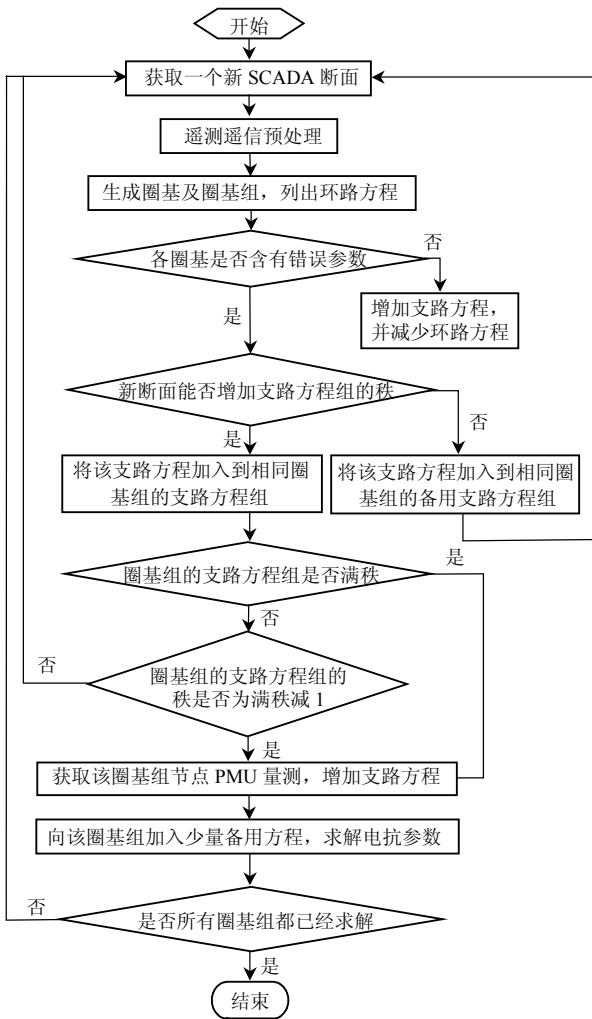 开始
获取一个新 SCADA 断面
遥测遥信预处理
生成圈基及圈基组，列出环路方程
各圈基是否含有错误参数
否
增加支路方程，
并减少环路方程
是
新断面能否增加支路方程组的秩
否
是
将该支路方程加入到相同圈
基组的支路方程组
将该支路方程加入到相同圈
基组的备用支路方程组
圈基组的支路方程组是否满秩
是
否
圈基组的支路方程组的
秩是否为满秩减 1
否
是
获取该圈基组节点 PMU 量测，增加支路方程
向该圈基组加入少量备用方程，求解电抗参数
否
是否所有圈基组都已经求解
是
结束